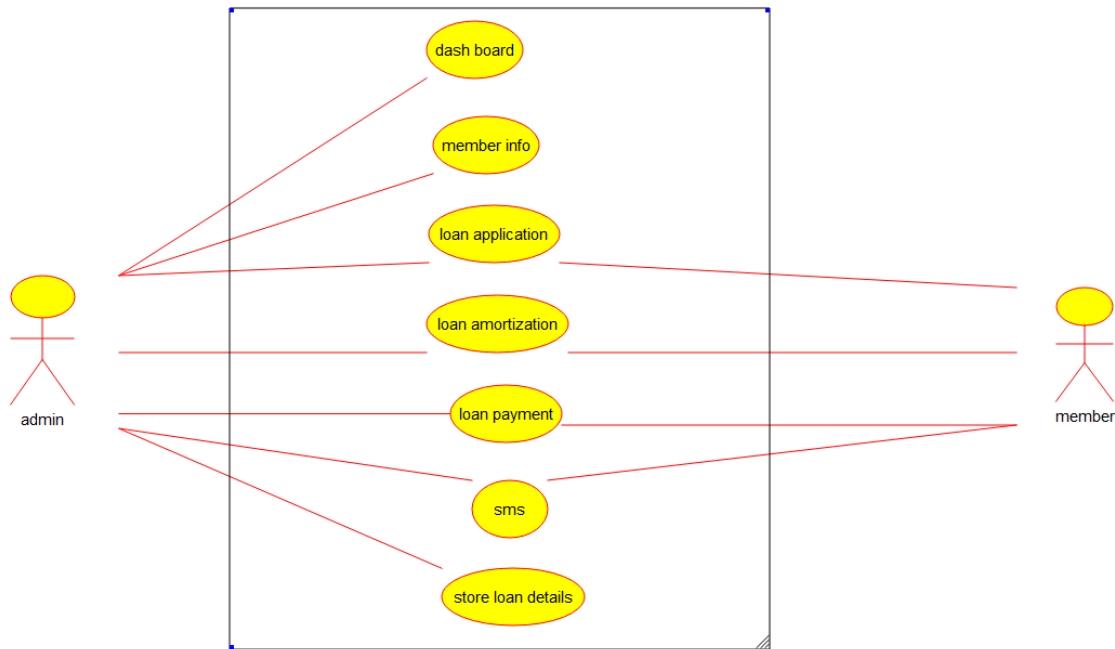 dash board
member info
loan application
loan amortization
loan payment
sms
store loan details
admin
member